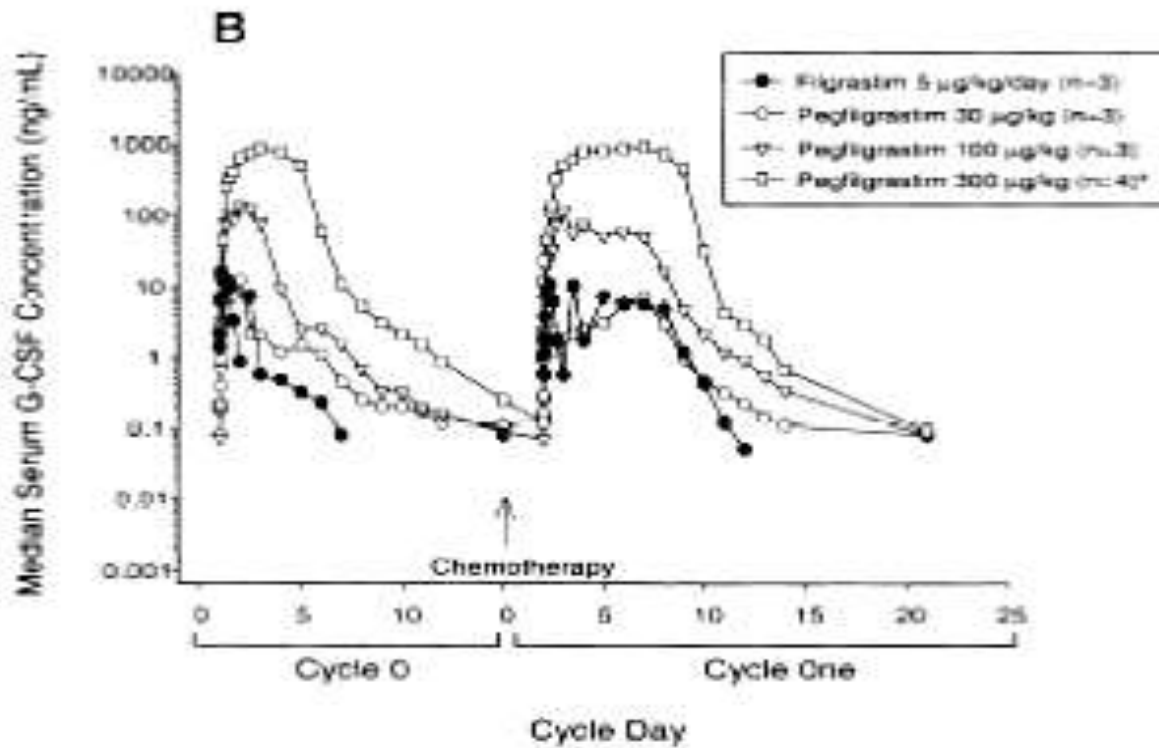 B
Median Serum G-CSF Concentration (ng/mL)
10000
1000
100
10
1
0.1
0.01
0.001
Filgrastim 5 μg/kg/day (n=3)
Pegfilgrastim 30 μg/kg (n=3)
Pegfilgrastim 100 μg/kg (n=3)
Pegfilgrastim 300 μg/kg (n=4)*
Chemotherapy
0 5 10 0 5 10 15 20 25
Cycle 0 Cycle One
Cycle Day